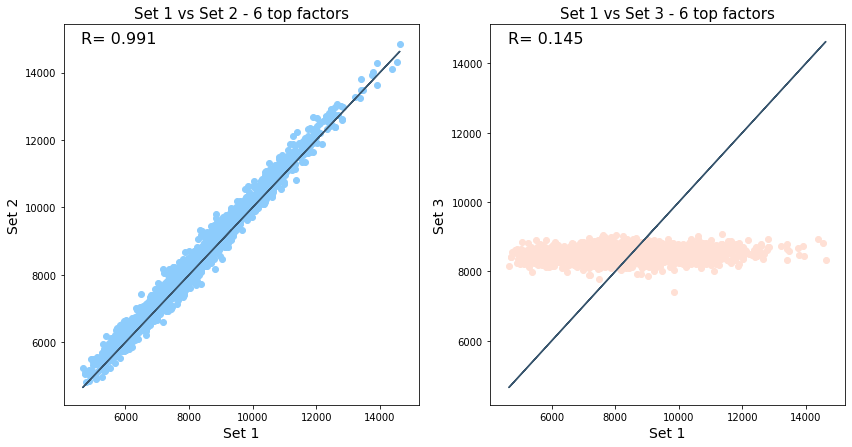 Set 1 vs Set 2 - 6 top factors
R= 0.991
14000
12000
10000
8000
6000
Set 2
6000 8000 10000 12000 14000
Set 1
Set 1 vs Set 3 - 6 top factors
R= 0.145
14000
12000
10000
8000
6000
Set 3
6000 8000 10000 12000 14000
Set 1